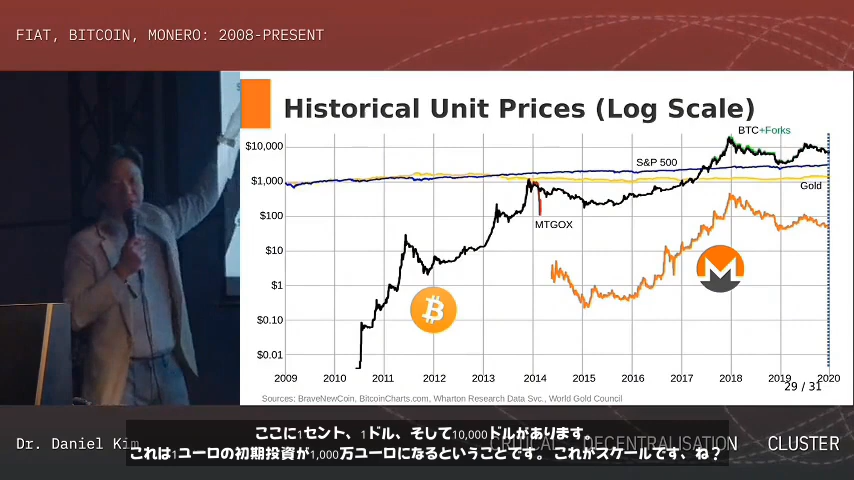 FIAT, BITCOIN, MONERO: 2008-PRESENT
Historical Unit Prices (Log Scale)
BTC+Forks
$10,000
S&P 500
$1,000
Gold
$100
MTGOX
$10
$1
$0.10
$0.01
2009 2010 2011 2012 2013 2014 2015 2016 2017 2018 2019 2020
29 / 31
Sources: BraveNewCoin, BitcoinCharts.com, Wharton Research Data Svc., World Gold Council
Dr. Daniel Kim
CRITICAL DECENTRALISATION CLUSTER
ここに1セント、1ドル、そして10,000ドルがあります。
これは1ユーロの初期投資が1,000万ユーロになるということです。これがスケールです、ね？